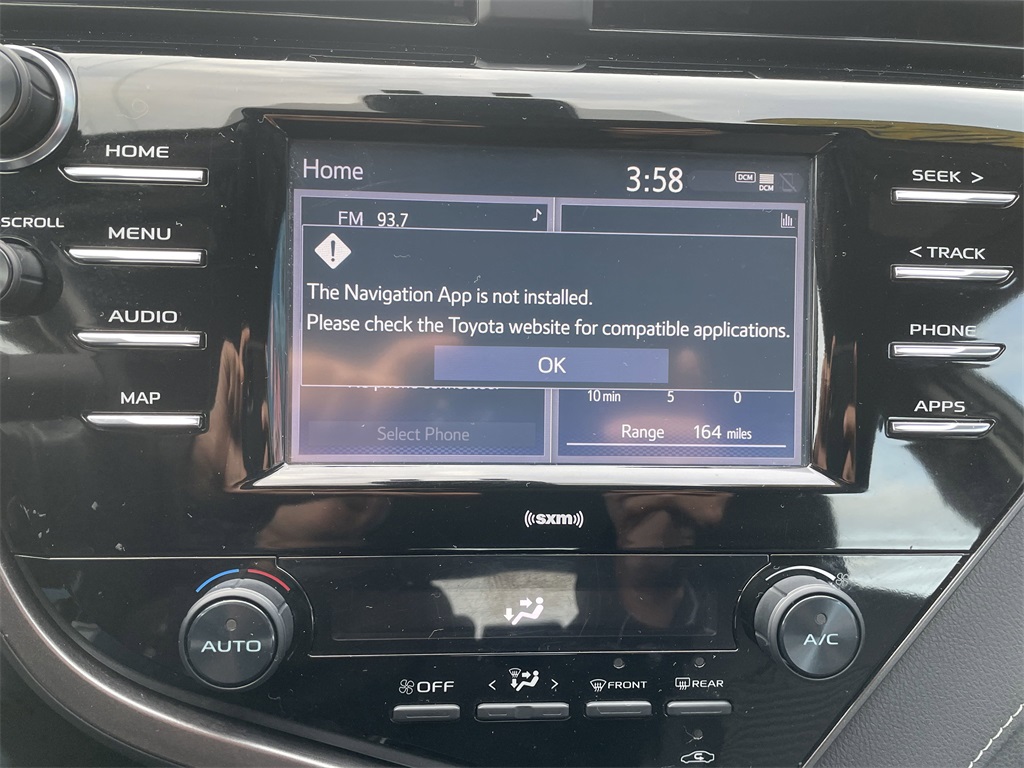 HOME
SCROLL
MENU
AUDIO
MAP
Home
3:58
DCM
DCM
FM 93.7
The Navigation App is not installed.
Please check the Toyota website for compatible applications.
OK
10 min 5 0
Select Phone
Range 164 miles
SEEK >
< TRACK
PHONE
APPS
((sxm))
AUTO
A/C
OFF
< >
FRONT
REAR